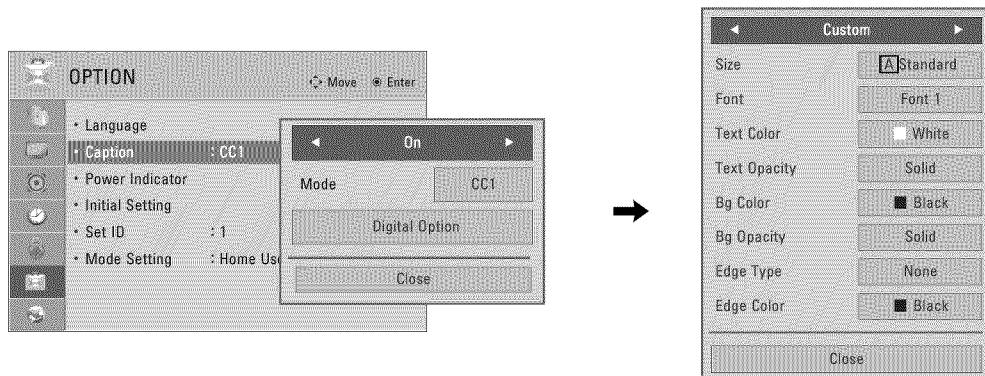 OPTION
Move Enter
• Language
• Caption : CC1
• Power Indicator
• Initial Setting
• Set ID : 1
• Mode Setting : Home Use
◄ On ►
Mode CC1
Digital Option
Close
◄ Custom ►
Size A Standard
Font Font 1
Text Color White
Text Opacity Solid
Bg Color Black
Bg Opacity Solid
Edge Type None
Edge Color Black
Close